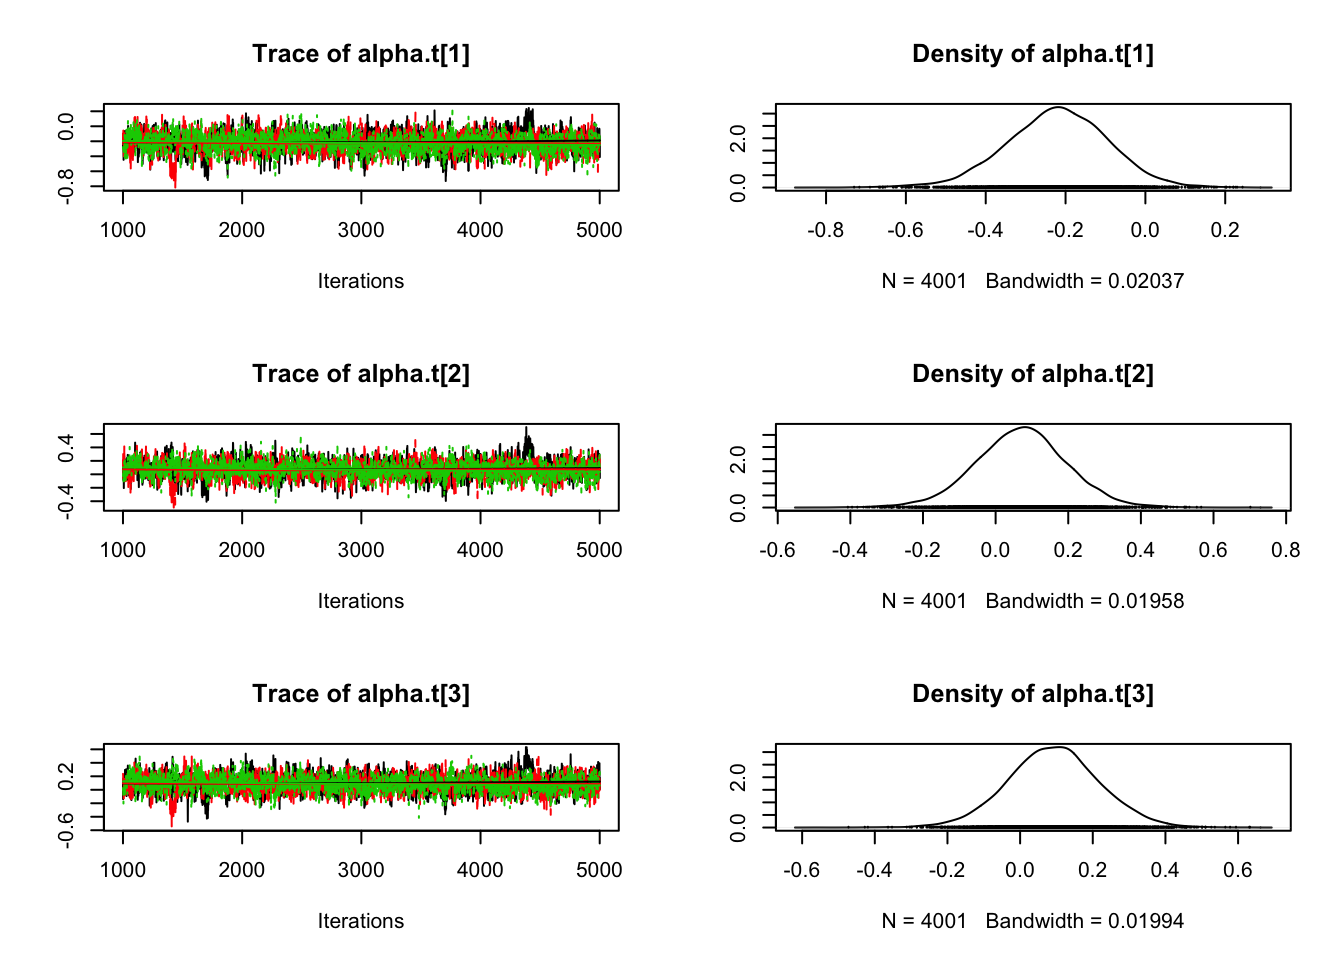 Trace of alpha.t[1]
0.0
-0.8
1000 2000 3000 4000 5000
Iterations
Density of alpha.t[1]
2.0
0.0
-0.8 -0.6 -0.4 -0.2 0.0 0.2
N = 4001 Bandwidth = 0.02037
Trace of alpha.t[2]
0.4
-0.4
1000 2000 3000 4000 5000
Iterations
Density of alpha.t[2]
2.0
0.0
-0.6 -0.4 -0.2 0.0 0.2 0.4 0.6 0.8
N = 4001 Bandwidth = 0.01958
Trace of alpha.t[3]
0.2
-0.6
1000 2000 3000 4000 5000
Iterations
Density of alpha.t[3]
2.0
0.0
-0.6 -0.4 -0.2 0.0 0.2 0.4 0.6
N = 4001 Bandwidth = 0.01994